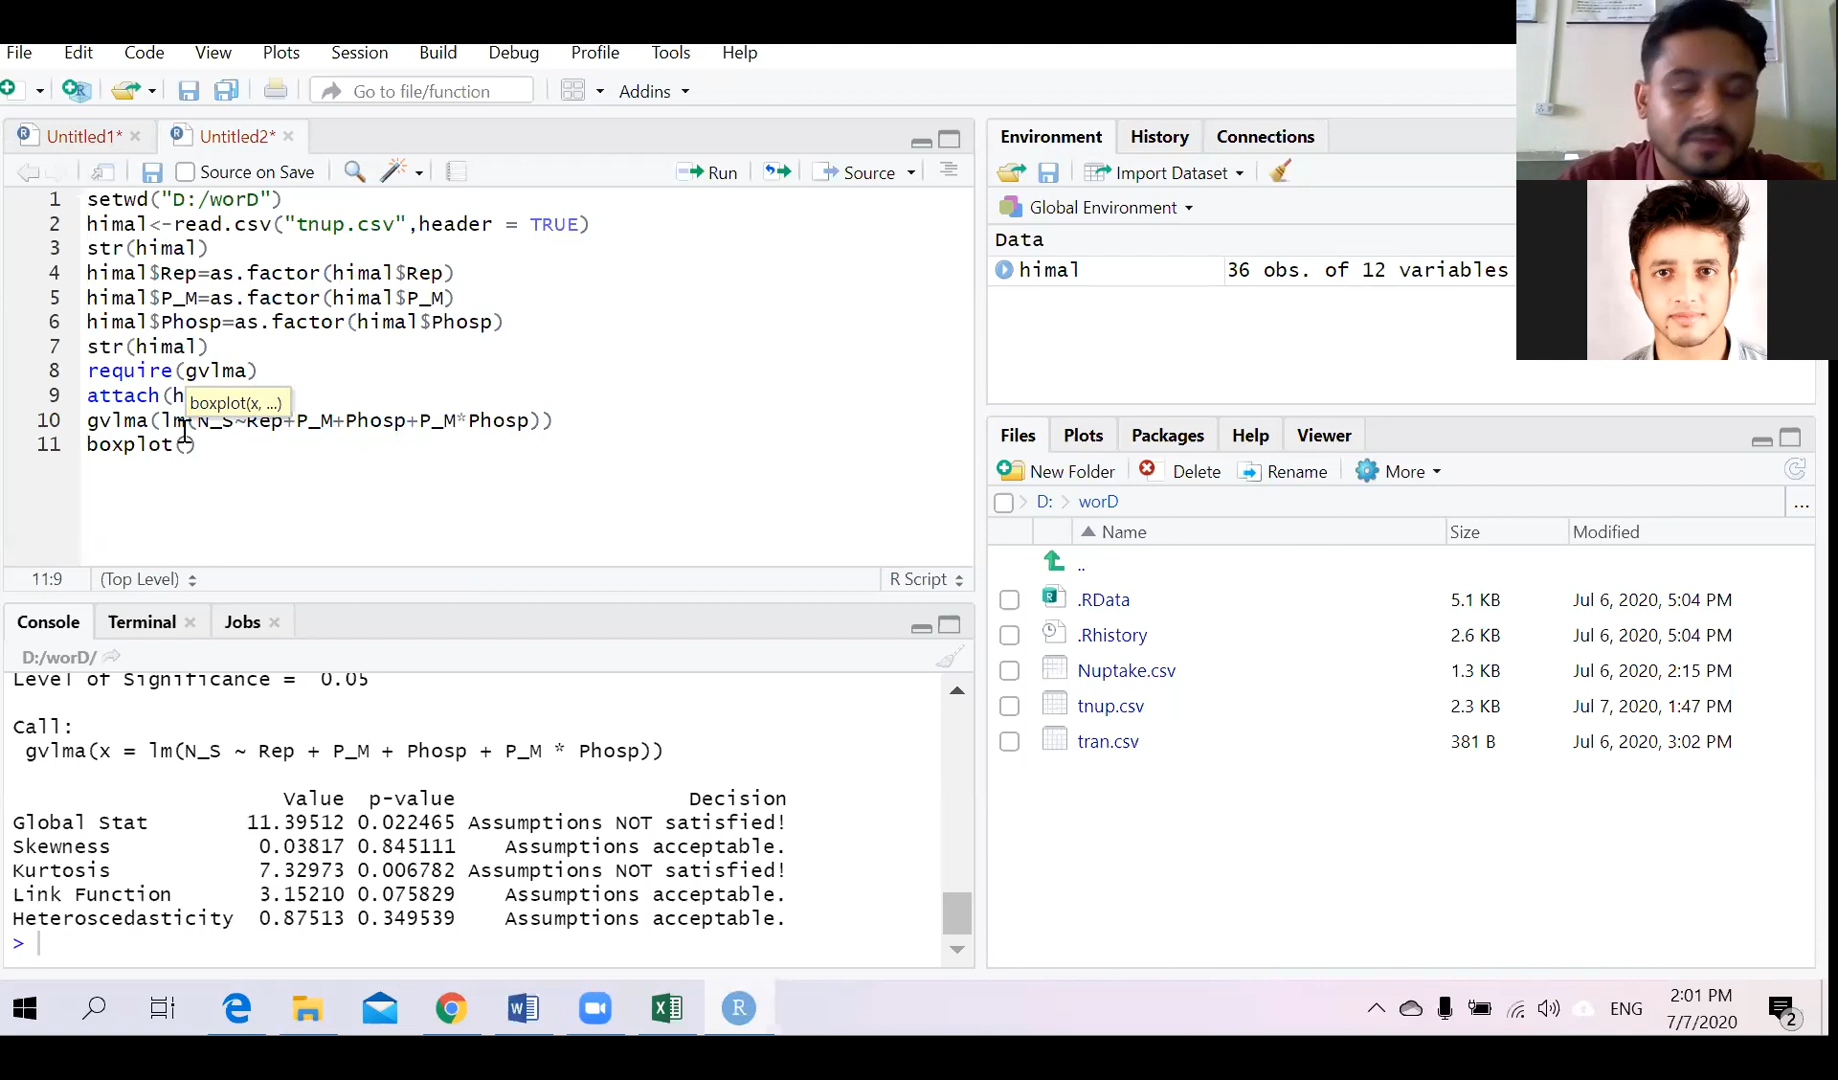 File Edit Code View Plots Session Build Debug Profile Tools Help
Go to file/function Addins
Untitled1* Untitled2*
Source on Save Run Source
1 setwd("D:/worD")
2 himal<-read.csv("tnup.csv",header = TRUE)
3 str(himal)
4 himal$Rep=as.factor(himal$Rep)
5 himal$P_M=as.factor(himal$P_M)
6 himal$Phosp=as.factor(himal$Phosp)
7 str(himal)
8 require(gvlma)
9 attach(h
boxplot(x, ...)
10 gvlma(lm(N_S~Rep+P_M+Phosp+P_M*Phosp))
11 boxplot()
11:9 (Top Level) R Script
Console Terminal Jobs
D:/worD/
Level of Significance = 0.05
Call:
gvlma(x = lm(N_S ~ Rep + P_M + Phosp + P_M * Phosp))
Value p-value Decision
Global Stat 11.39512 0.022465 Assumptions NOT satisfied!
Skewness 0.03817 0.845111 Assumptions acceptable.
Kurtosis 7.32973 0.006782 Assumptions NOT satisfied!
Link Function 3.15210 0.075829 Assumptions acceptable.
Heteroscedasticity 0.87513 0.349539 Assumptions acceptable.
>
Environment History Connections
Import Dataset
Global Environment
Data
himal 36 obs. of 12 variables
Files Plots Packages Help Viewer
New Folder Delete Rename More
D: worD ...
Name Size Modified
..
.RData 5.1 KB Jul 6, 2020, 5:04 PM
.Rhistory 2.6 KB Jul 6, 2020, 5:04 PM
Nuptake.csv 1.3 KB Jul 6, 2020, 2:15 PM
tnup.csv 2.3 KB Jul 7, 2020, 1:47 PM
tran.csv 381 B Jul 6, 2020, 3:02 PM
ENG
2:01 PM
7/7/2020
2